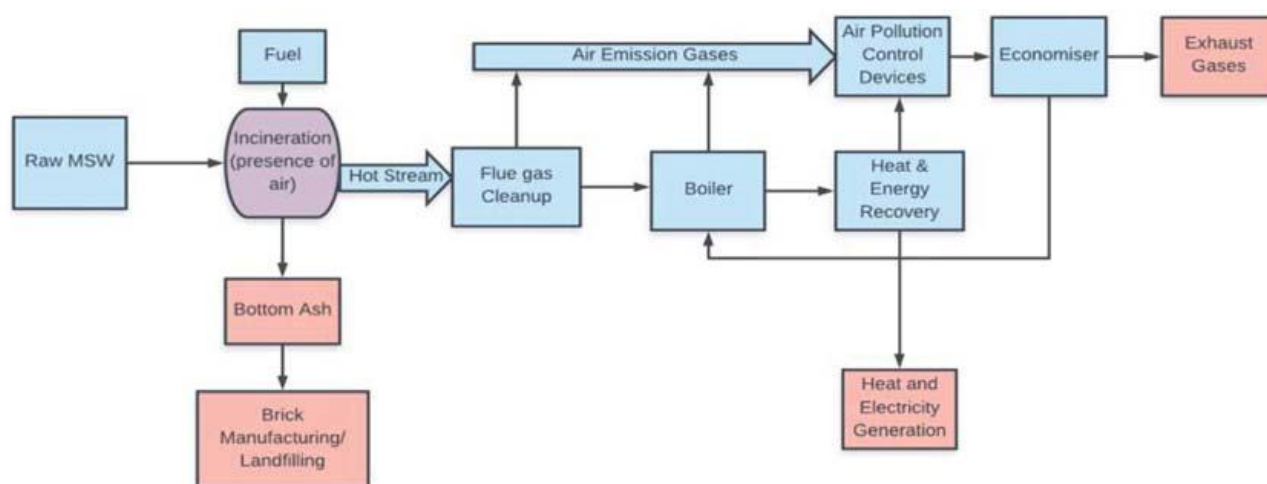 Fuel
Air Emission Gases
Air Pollution
Control
Devices
Economiser
Exhaust
Gases
Raw MSW
Incineration
(presence of
air)
Hot Stream
Flue gas
Cleanup
Boiler
Heat &
Energy
Recovery
Bottom Ash
Brick
Manufacturing/
Landfilling
Heat and
Electricity
Generation